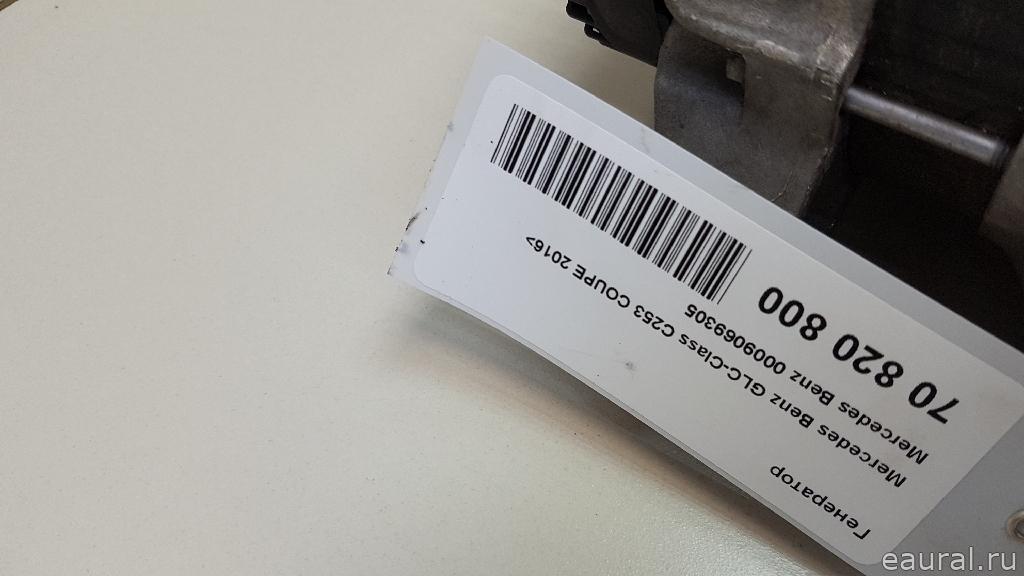 Генератор
Mercedes Benz GLC-Class C253 COUPE 2016>
Mercedes Benz 0009069305
70 820 800
eaural.ru